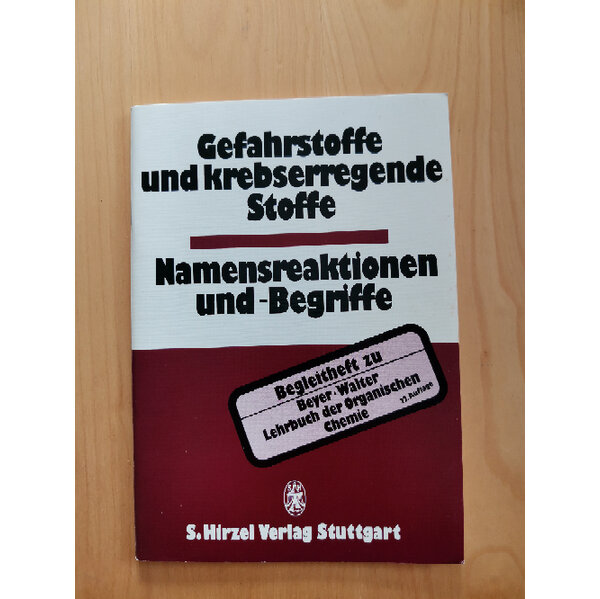 Gefahrstoffe
und krebserregende
Stoffe
Namensreaktionen
und -Begriffe
Begleitheft zu
Beyer · Walter
Lehrbuch der Organischen
Chemie
S. Hirzel Verlag Stuttgart